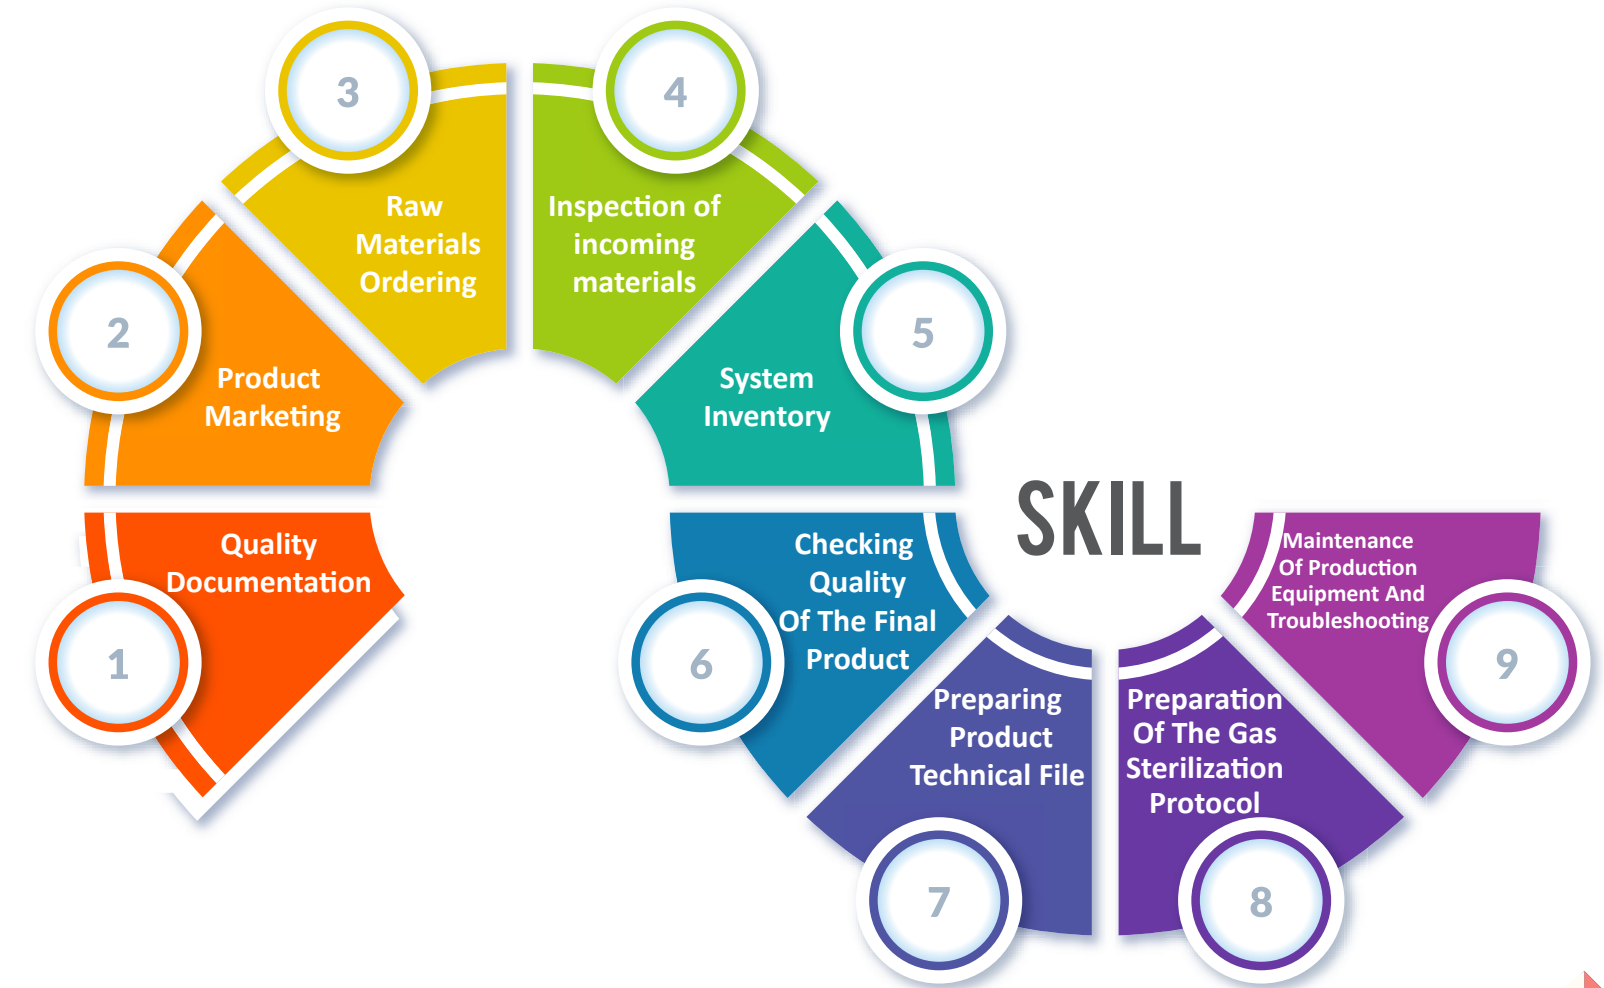 1
Quality
Documentation
2
Product
Marketing
3
Raw
Materials
Ordering
4
Inspection of
incoming
materials
5
System
Inventory
SKILL
6
Checking
Quality
Of The Final
Product
7
Preparing
Product
Technical File
8
Preparation
Of The Gas
Sterilization
Protocol
9
Maintenance
Of Production
Equipment And
Troubleshooting